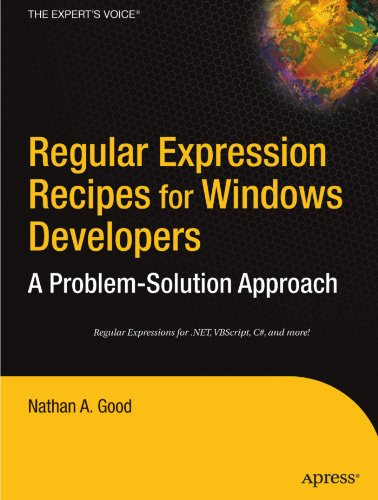 THE EXPERT'S VOICE®
Regular Expression
Recipes for Windows
Developers
A Problem-Solution Approach
Regular Expressions for .NET, VBScript, C#, and more!
Nathan A. Good
Apress®